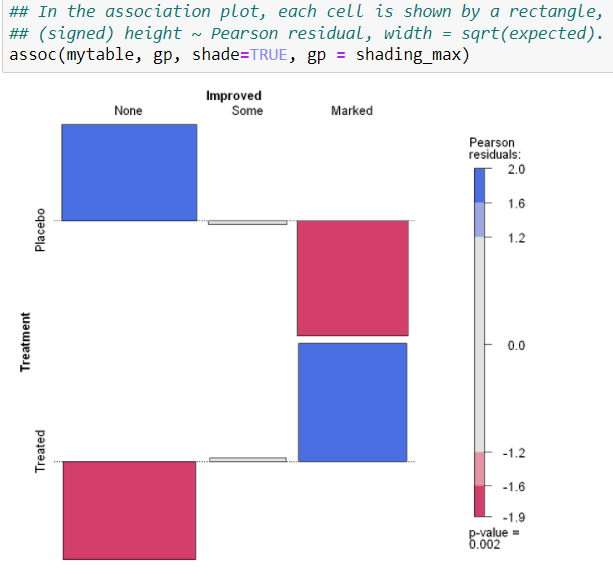 ## In the association plot, each cell is shown by a rectangle,
## (signed) height ~ Pearson residual, width = sqrt(expected).
assoc(mytable, gp, shade=TRUE, gp = shading_max)
Improved
None Some Marked
Treatment
Placebo
Treated
Pearson
residuals:
2.0
1.6
1.2
0.0
-1.2
-1.6
-1.9
p-value =
0.002